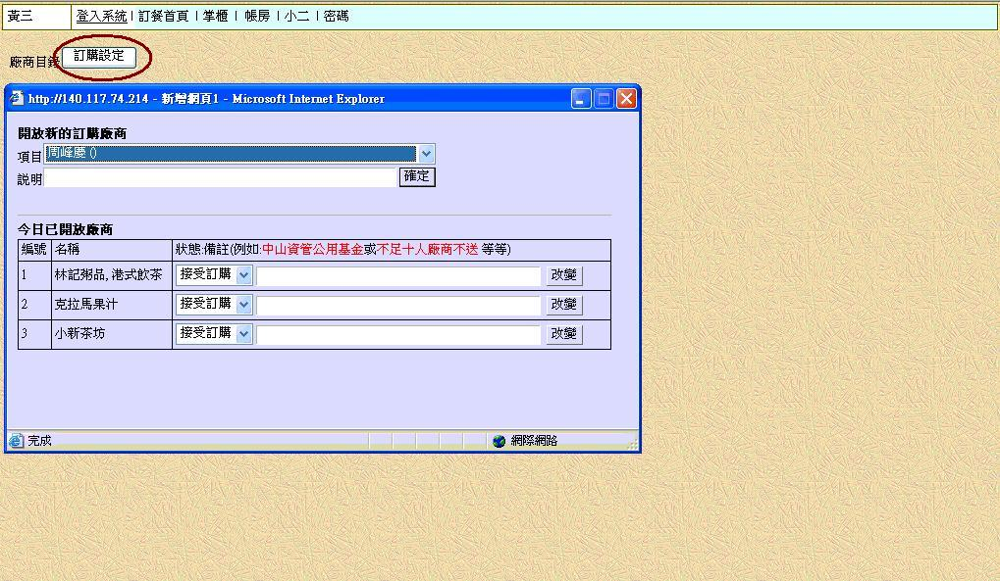 黃三 登入系統 | 訂餐首頁 | 掌櫃 | 帳房 | 小二 | 密碼
廠商目錄 訂購設定
http://140.117.74.214 - 新增網頁1 - Microsoft Internet Explorer
開放新的訂購廠商
項目 周峰慶 ()
說明 確定
今日已開放廠商
編號 名稱 狀態:備註(例如:中山資管公用基金或不足十人廠商不送 等等)
1 林記粥品, 港式飲茶 接受訂購 改變
2 克拉馬果汁 接受訂購 改變
3 小新茶坊 接受訂購 改變
完成 網際網路